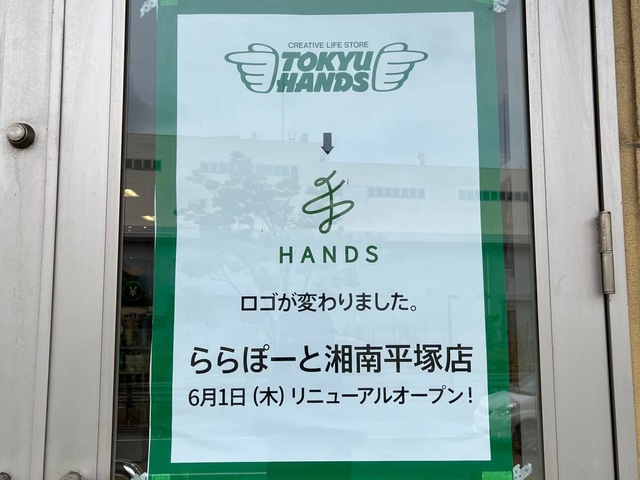 CREATIVE LIFE STORE
TOKYU
HANDS
HANDS
ロゴが変わりました。
ららぽーと湘南平塚店
6月1日(木)リニューアルオープン!